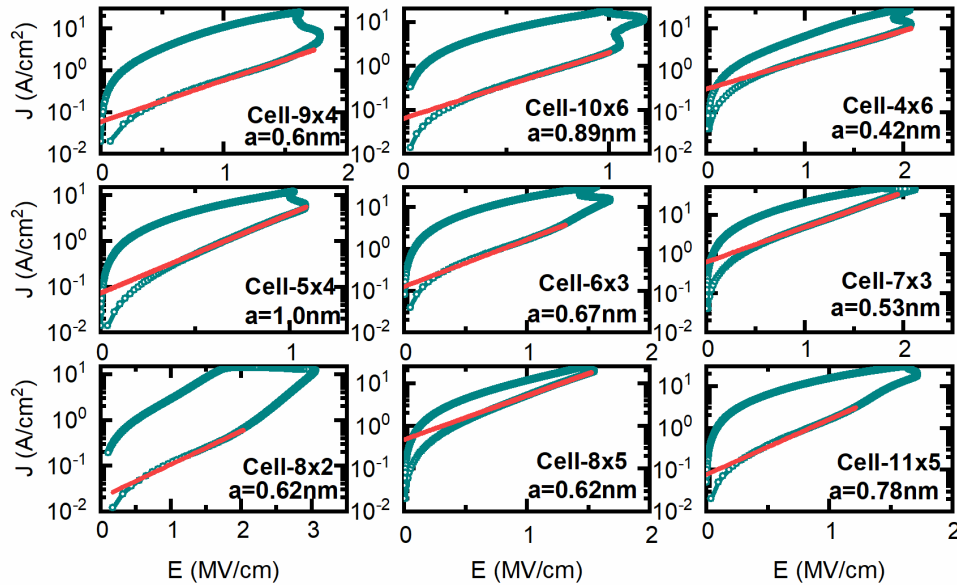 J (A/cm²)
10¹
10⁰
10⁻¹
10⁻²
0
1
2
Cell-9x4
a=0.6nm
10¹
10⁰
10⁻¹
10⁻²
0
1
Cell-10x6
a=0.89nm
10¹
10⁰
10⁻¹
10⁻²
0
1
2
Cell-4x6
a=0.42nm
J (A/cm²)
10¹
10⁰
10⁻¹
10⁻²
0
1
Cell-5x4
a=1.0nm
10¹
10⁰
10⁻¹
10⁻²
0
1
2
Cell-6x3
a=0.67nm
10¹
10⁰
10⁻¹
10⁻²
0
1
2
Cell-7x3
a=0.53nm
J (A/cm²)
10¹
10⁰
10⁻¹
10⁻²
0
1
2
3
Cell-8x2
a=0.62nm
E (MV/cm)
10¹
10⁰
10⁻¹
10⁻²
0
1
2
Cell-8x5
a=0.62nm
E (MV/cm)
10¹
10⁰
10⁻¹
10⁻²
0
1
2
Cell-11x5
a=0.78nm
E (MV/cm)